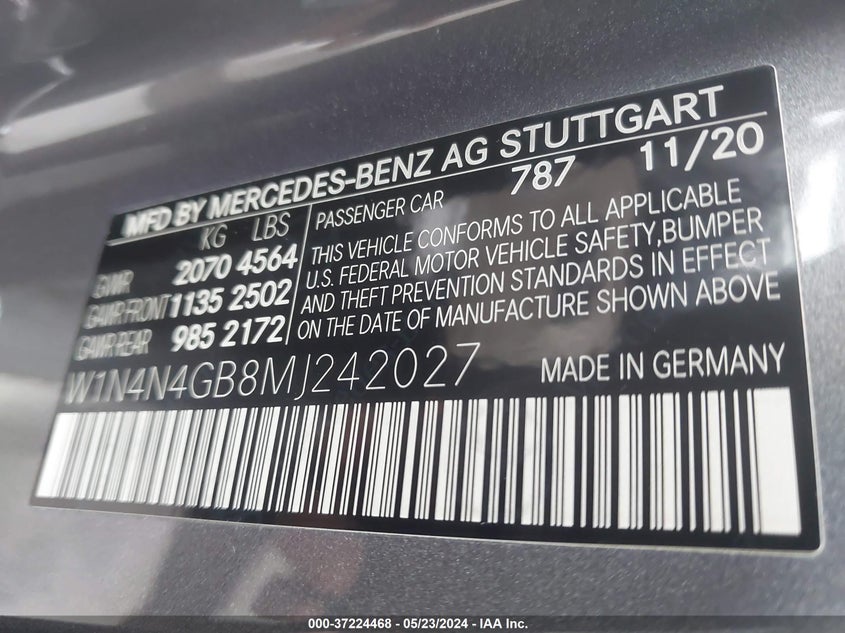 MFD BY MERCEDES-BENZ AG STUTTGART
KG LBS
GVWR 2070 4564
GAWR FRONT 1135 2502
GAWR REAR 985 2172
PASSENGER CAR 787 11/20
THIS VEHICLE CONFORMS TO ALL APPLICABLE
U.S. FEDERAL MOTOR VEHICLE SAFETY, BUMPER
AND THEFT PREVENTION STANDARDS IN EFFECT
ON THE DATE OF MANUFACTURE SHOWN ABOVE
W1N4N4GB8MJ242027 MADE IN GERMANY
000-37224468 - 05/23/2024 - IAA Inc.